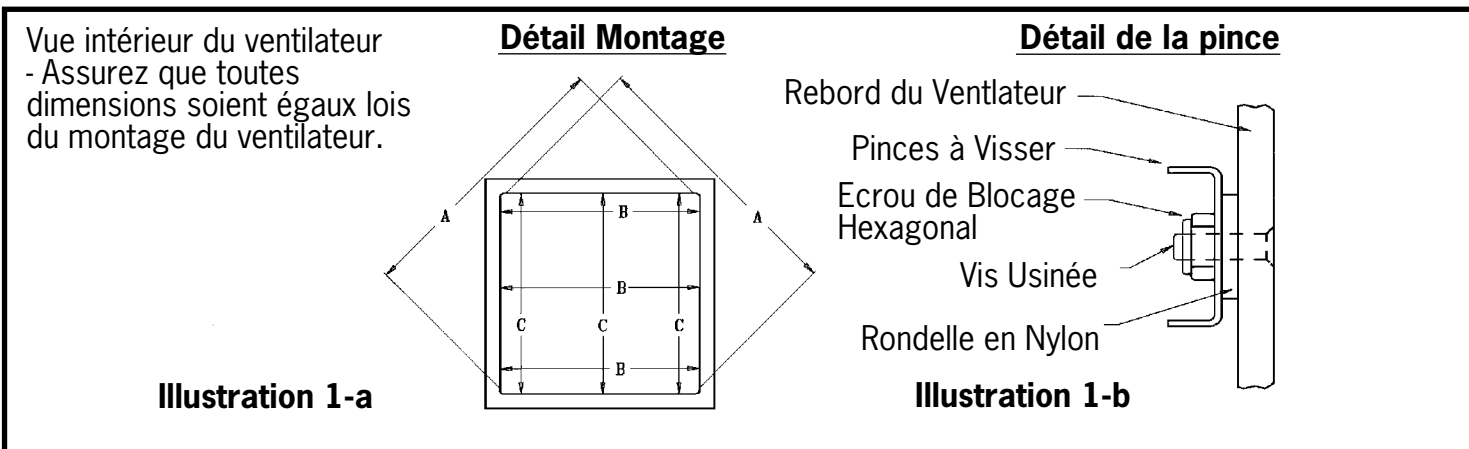 Vue intérieur du ventilateur
- Assurez que toutes
dimensions soient égaux lois
du montage du ventilateur.
Détail Montage
A
A
B
B
C
C
C
B
Illustration 1-a
Détail de la pince
Rebord du Ventlateur
Pinces à Visser
Ecrou de Blocage
Hexagonal
Vis Usinée
Rondelle en Nylon
Illustration 1-b